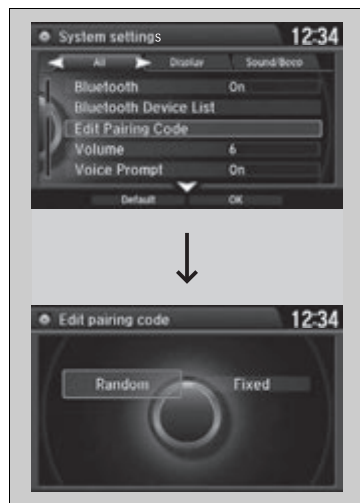 System settings 12:34
All Display Sound/Beep
Bluetooth On
Bluetooth Device List
Edit Pairing Code
Volume 6
Voice Prompt On
Default OK
Edit pairing code 12:34
Random Fixed